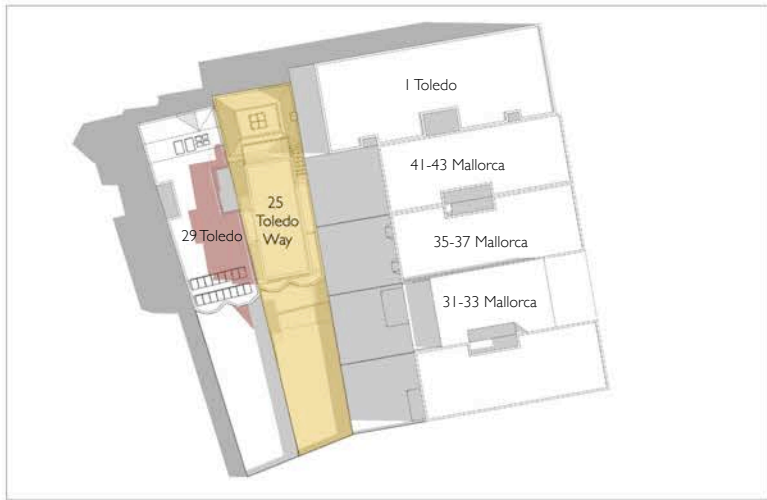 1 Toledo
41-43 Mallorca
25
Toledo
Way
35-37 Mallorca
29 Toledo
31-33 Mallorca